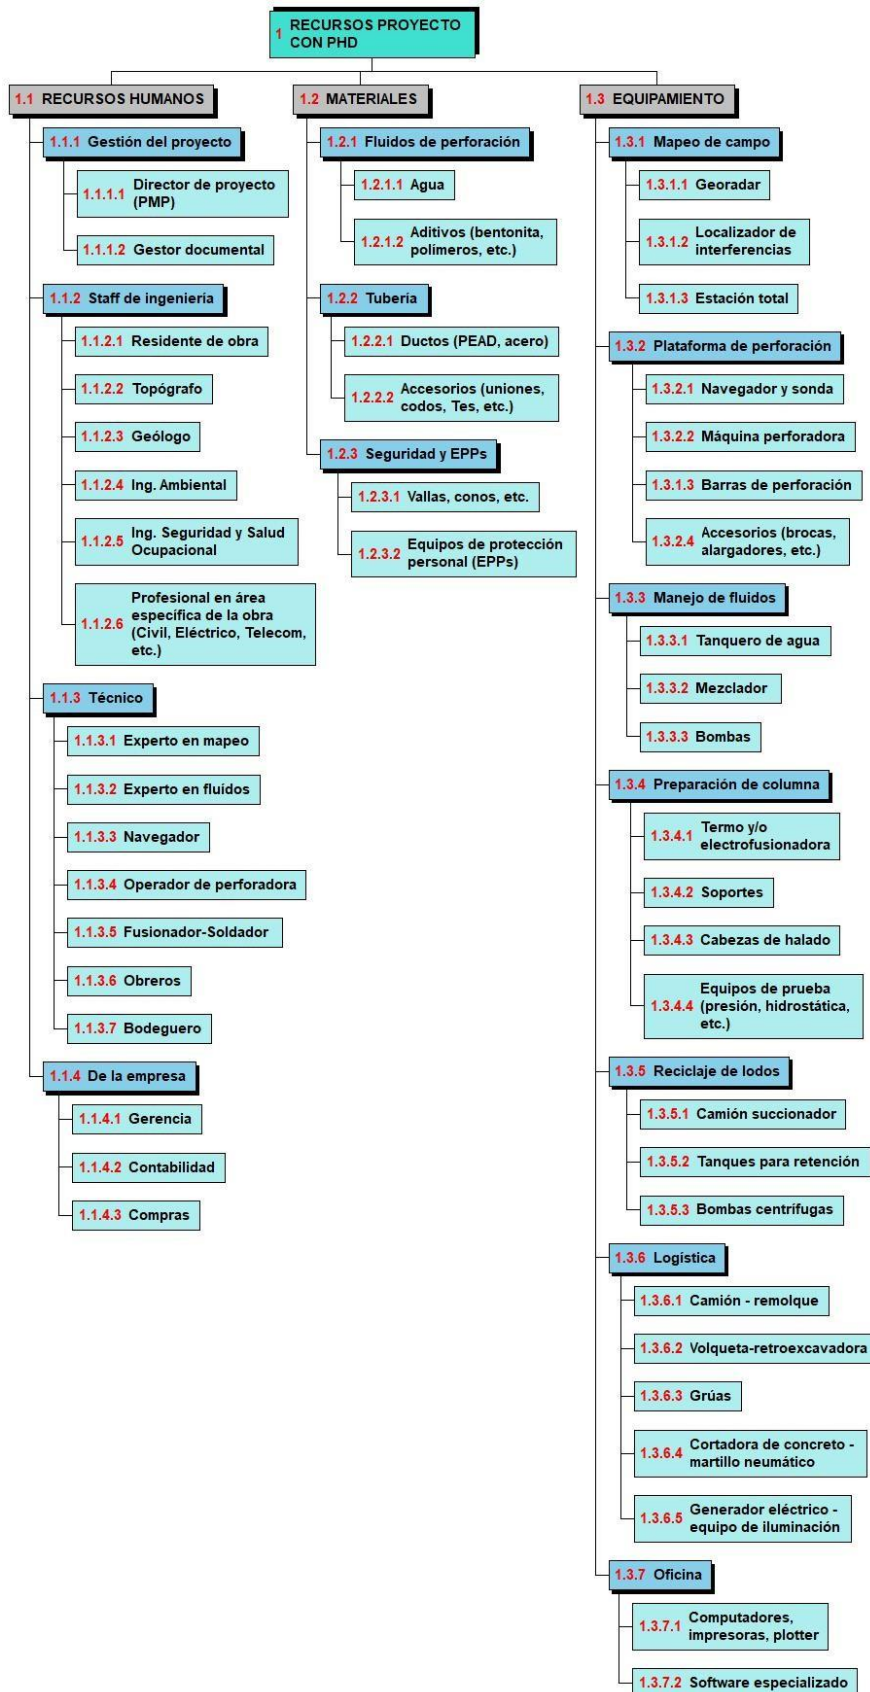 1 RECURSOS PROYECTO
CON PHD
1.1 RECURSOS HUMANOS
1.1.1 Gestión del proyecto
1.1.1.1 Director de proyecto
(PMP)
1.1.1.2 Gestor documental
1.1.2 Staff de ingeniería
1.1.2.1 Residente de obra
1.1.2.2 Topógrafo
1.1.2.3 Geólogo
1.1.2.4 Ing. Ambiental
1.1.2.5 Ing. Seguridad y Salud
Ocupacional
1.1.2.6 Profesional en área
específica de la obra
(Civil, Eléctrico, Telecom,
etc.)
1.1.3 Técnico
1.1.3.1 Experto en mapeo
1.1.3.2 Experto en fluídos
1.1.3.3 Navegador
1.1.3.4 Operador de perforadora
1.1.3.5 Fusionador-Soldador
1.1.3.6 Obreros
1.1.3.7 Bodeguero
1.1.4 De la empresa
1.1.4.1 Gerencia
1.1.4.2 Contabilidad
1.1.4.3 Compras
1.2 MATERIALES
1.2.1 Fluidos de perforación
1.2.1.1 Agua
1.2.1.2 Aditivos (bentonita,
polímeros, etc.)
1.2.2 Tubería
1.2.2.1 Ductos (PEAD, acero)
1.2.2.2 Accesorios (uniones,
codos, Tes, etc.)
1.2.3 Seguridad y EPPs
1.2.3.1 Vallas, conos, etc.
1.2.3.2 Equipos de protección
personal (EPPs)
1.3 EQUIPAMIENTO
1.3.1 Mapeo de campo
1.3.1.1 Georadar
1.3.1.2 Localizador de
interferencias
1.3.1.3 Estación total
1.3.2 Plataforma de perforación
1.3.2.1 Navegador y sonda
1.3.2.2 Máquina perforadora
1.3.1.3 Barras de perforación
1.3.2.4 Accesorios (brocas,
alargadores, etc.)
1.3.3 Manejo de fluidos
1.3.3.1 Tanquero de agua
1.3.3.2 Mezclador
1.3.3.3 Bombas
1.3.4 Preparación de columna
1.3.4.1 Termo y/o
electrofusionadora
1.3.4.2 Soportes
1.3.4.3 Cabezas de halado
1.3.4.4 Equipos de prueba
(presión, hidrostática,
etc.)
1.3.5 Reciclaje de lodos
1.3.5.1 Camión succionador
1.3.5.2 Tanques para retención
1.3.5.3 Bombas centrífugas
1.3.6 Logística
1.3.6.1 Camión - remolque
1.3.6.2 Volqueta-retroexcavadora
1.3.6.3 Grúas
1.3.6.4 Cortadora de concreto -
martillo neumático
1.3.6.5 Generador eléctrico -
equipo de iluminación
1.3.7 Oficina
1.3.7.1 Computadores,
impresoras, plotter
1.3.7.2 Software especializado